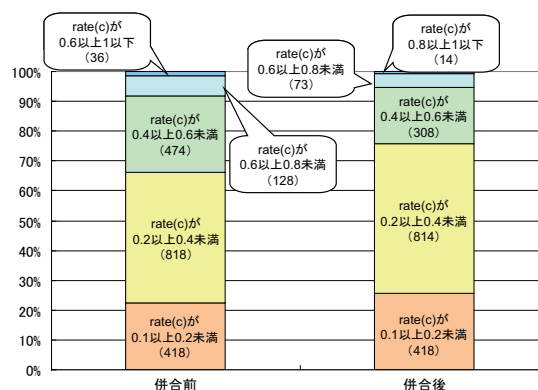 rate(c)が
0.6以上1以下
(36)
rate(c)が
0.6以上0.8未満
(73)
rate(c)が
0.8以上1以下
(14)
100%
90%
80%
70%
60%
50%
40%
30%
20%
10%
0%
rate(c)が
0.4以上0.6未満
(474)
rate(c)が
0.6以上0.8未満
(128)
rate(c)が
0.2以上0.4未満
(818)
rate(c)が
0.1以上0.2未満
(418)
rate(c)が
0.4以上0.6未満
(308)
rate(c)が
0.2以上0.4未満
(814)
rate(c)が
0.1以上0.2未満
(418)
併合前
併合後